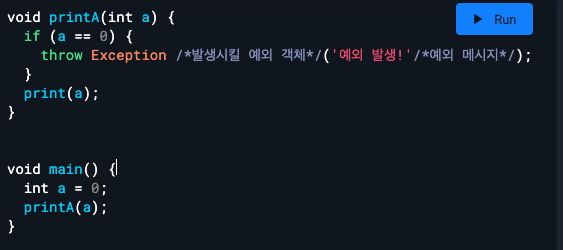 void printA(int a) {
Run
  if (a == 0) {
    throw Exception /*발생시킬 예외 객체*/('예외 발생!'/*예외 메시지*/);
  }
  print(a);
}
void main() {
  int a = 0;
  printA(a);
}